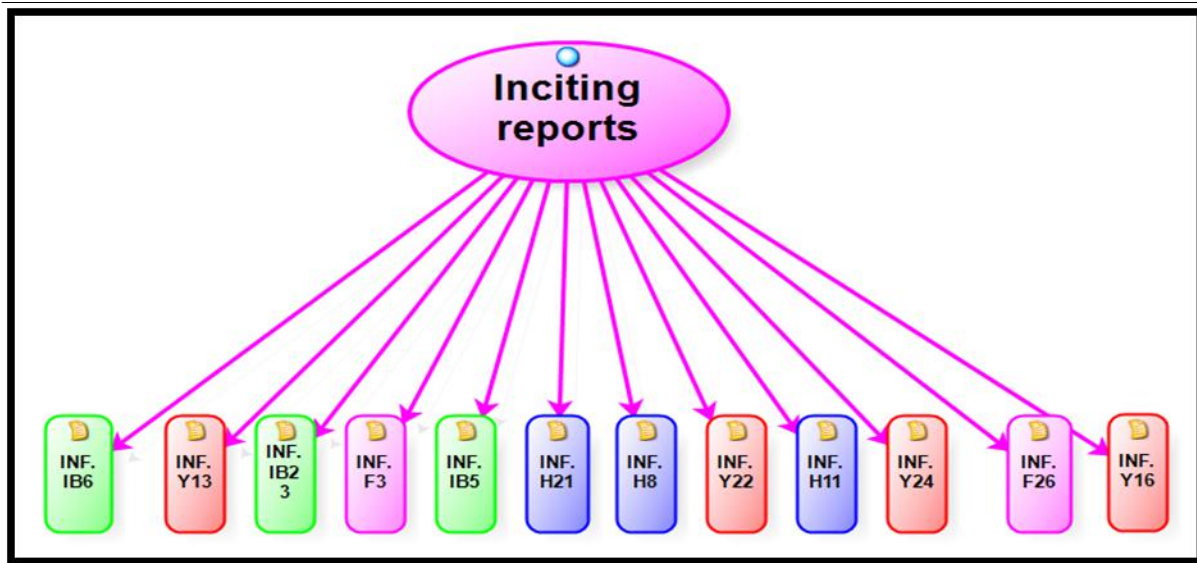 Inciting
reports
INF.
IB6
INF.
Y13
INF.
IB2
3
INF.
F3
INF.
IB5
INF.
H21
INF.
H8
INF.
Y22
INF.
H11
INF.
Y24
INF.
F26
INF.
Y16